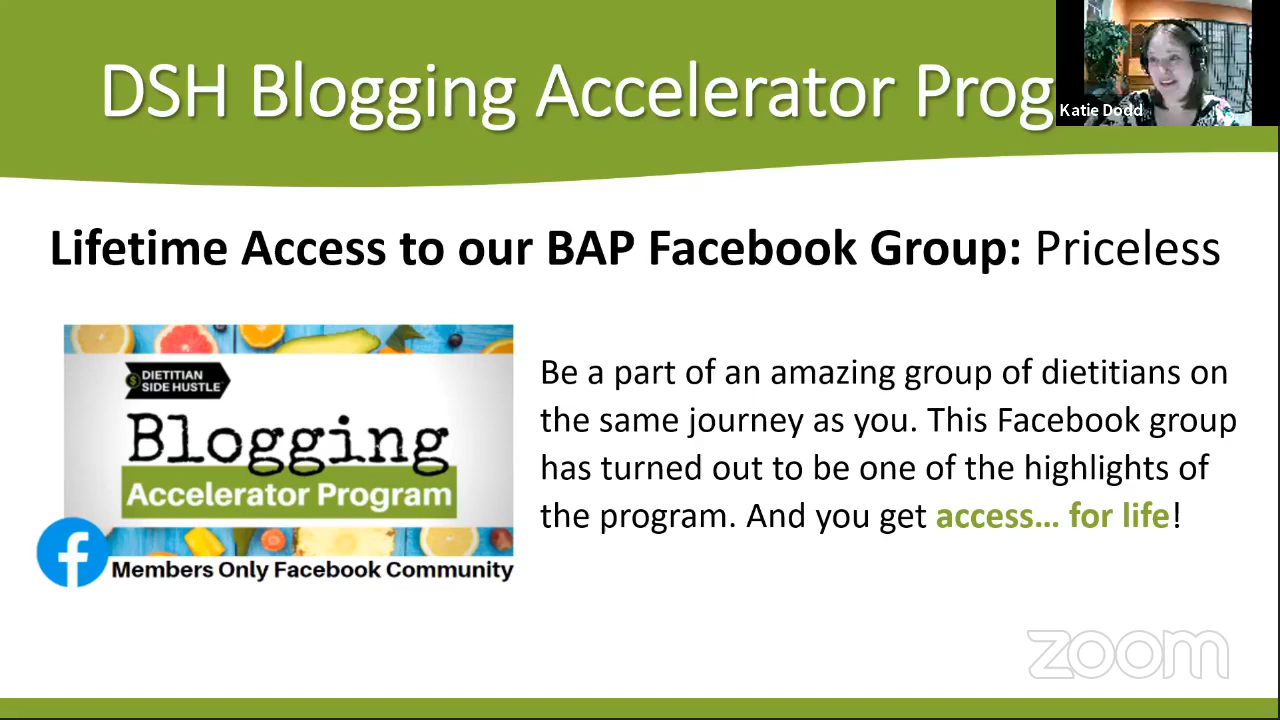 DSH Blogging Accelerator Prog
Katie Dodd
Lifetime Access to our BAP Facebook Group: Priceless
DIETITIAN
SIDE HUSTLE
Blogging
Accelerator Program
Members Only Facebook Community
Be a part of an amazing group of dietitians on
the same journey as you. This Facebook group
has turned out to be one of the highlights of
the program. And you get access... for life!
zoom